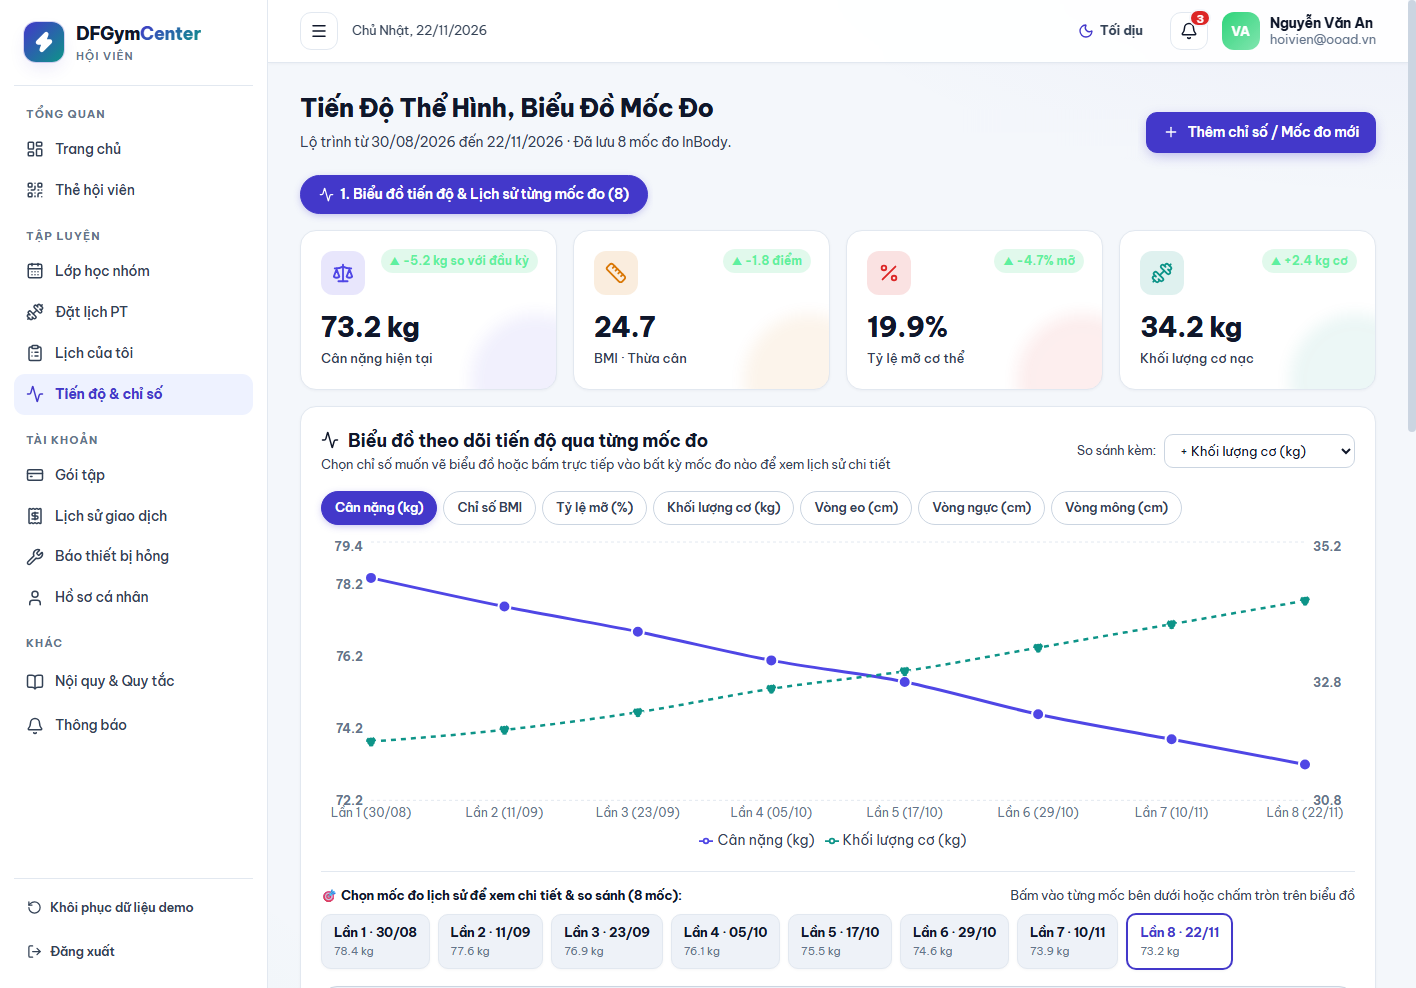 DFGymCenter
HỘI VIÊN
TỔNG QUAN
Trang chủ
Thẻ hội viên
TẬP LUYỆN
Lớp học nhóm
Đặt lịch PT
Lịch của tôi
Tiến độ & chỉ số
TÀI KHOẢN
Gói tập
Lịch sử giao dịch
Báo thiết bị hỏng
Hồ sơ cá nhân
KHÁC
Nội quy & Quy tắc
Thông báo
Khôi phục dữ liệu demo
Đăng xuất
Chủ Nhật, 22/11/2026
Tối dịu
3
VA
Nguyễn Văn An
hoivien@ooad.vn
Tiến Độ Thể Hình, Biểu Đồ Mốc Đo
Lộ trình từ 30/08/2026 đến 22/11/2026 · Đã lưu 8 mốc đo InBody.
Thêm chỉ số / Mốc đo mới
1. Biểu đồ tiến độ & Lịch sử từng mốc đo (8)
▲ -5.2 kg so với đầu kỳ
73.2 kg
Cân nặng hiện tại
▲ -1.8 điểm
24.7
BMI · Thừa cân
▲ -4.7% mỡ
19.9%
Tỷ lệ mỡ cơ thể
▲ +2.4 kg cơ
34.2 kg
Khối lượng cơ nạc
Biểu đồ theo dõi tiến độ qua từng mốc đo
Chọn chỉ số muốn vẽ biểu đồ hoặc bấm trực tiếp vào bất kỳ mốc đo nào để xem lịch sử chi tiết
So sánh kèm:
+ Khối lượng cơ (kg)
Cân nặng (kg)
Chỉ số BMI
Tỷ lệ mỡ (%)
Khối lượng cơ (kg)
Vòng eo (cm)
Vòng ngực (cm)
Vòng mông (cm)
79.4
78.2
76.2
74.2
72.2
35.2
32.8
30.8
Lần 1 (30/08)
Lần 2 (11/09)
Lần 3 (23/09)
Lần 4 (05/10)
Lần 5 (17/10)
Lần 6 (29/10)
Lần 7 (10/11)
Lần 8 (22/11)
Cân nặng (kg)
Khối lượng cơ (kg)
Chọn mốc đo lịch sử để xem chi tiết & so sánh (8 mốc):
Bấm vào từng mốc bên dưới hoặc chấm tròn trên biểu đồ
Lần 1 · 30/08
78.4 kg
Lần 2 · 11/09
77.6 kg
Lần 3 · 23/09
76.9 kg
Lần 4 · 05/10
76.1 kg
Lần 5 · 17/10
75.5 kg
Lần 6 · 29/10
74.6 kg
Lần 7 · 10/11
73.9 kg
Lần 8 · 22/11
73.2 kg